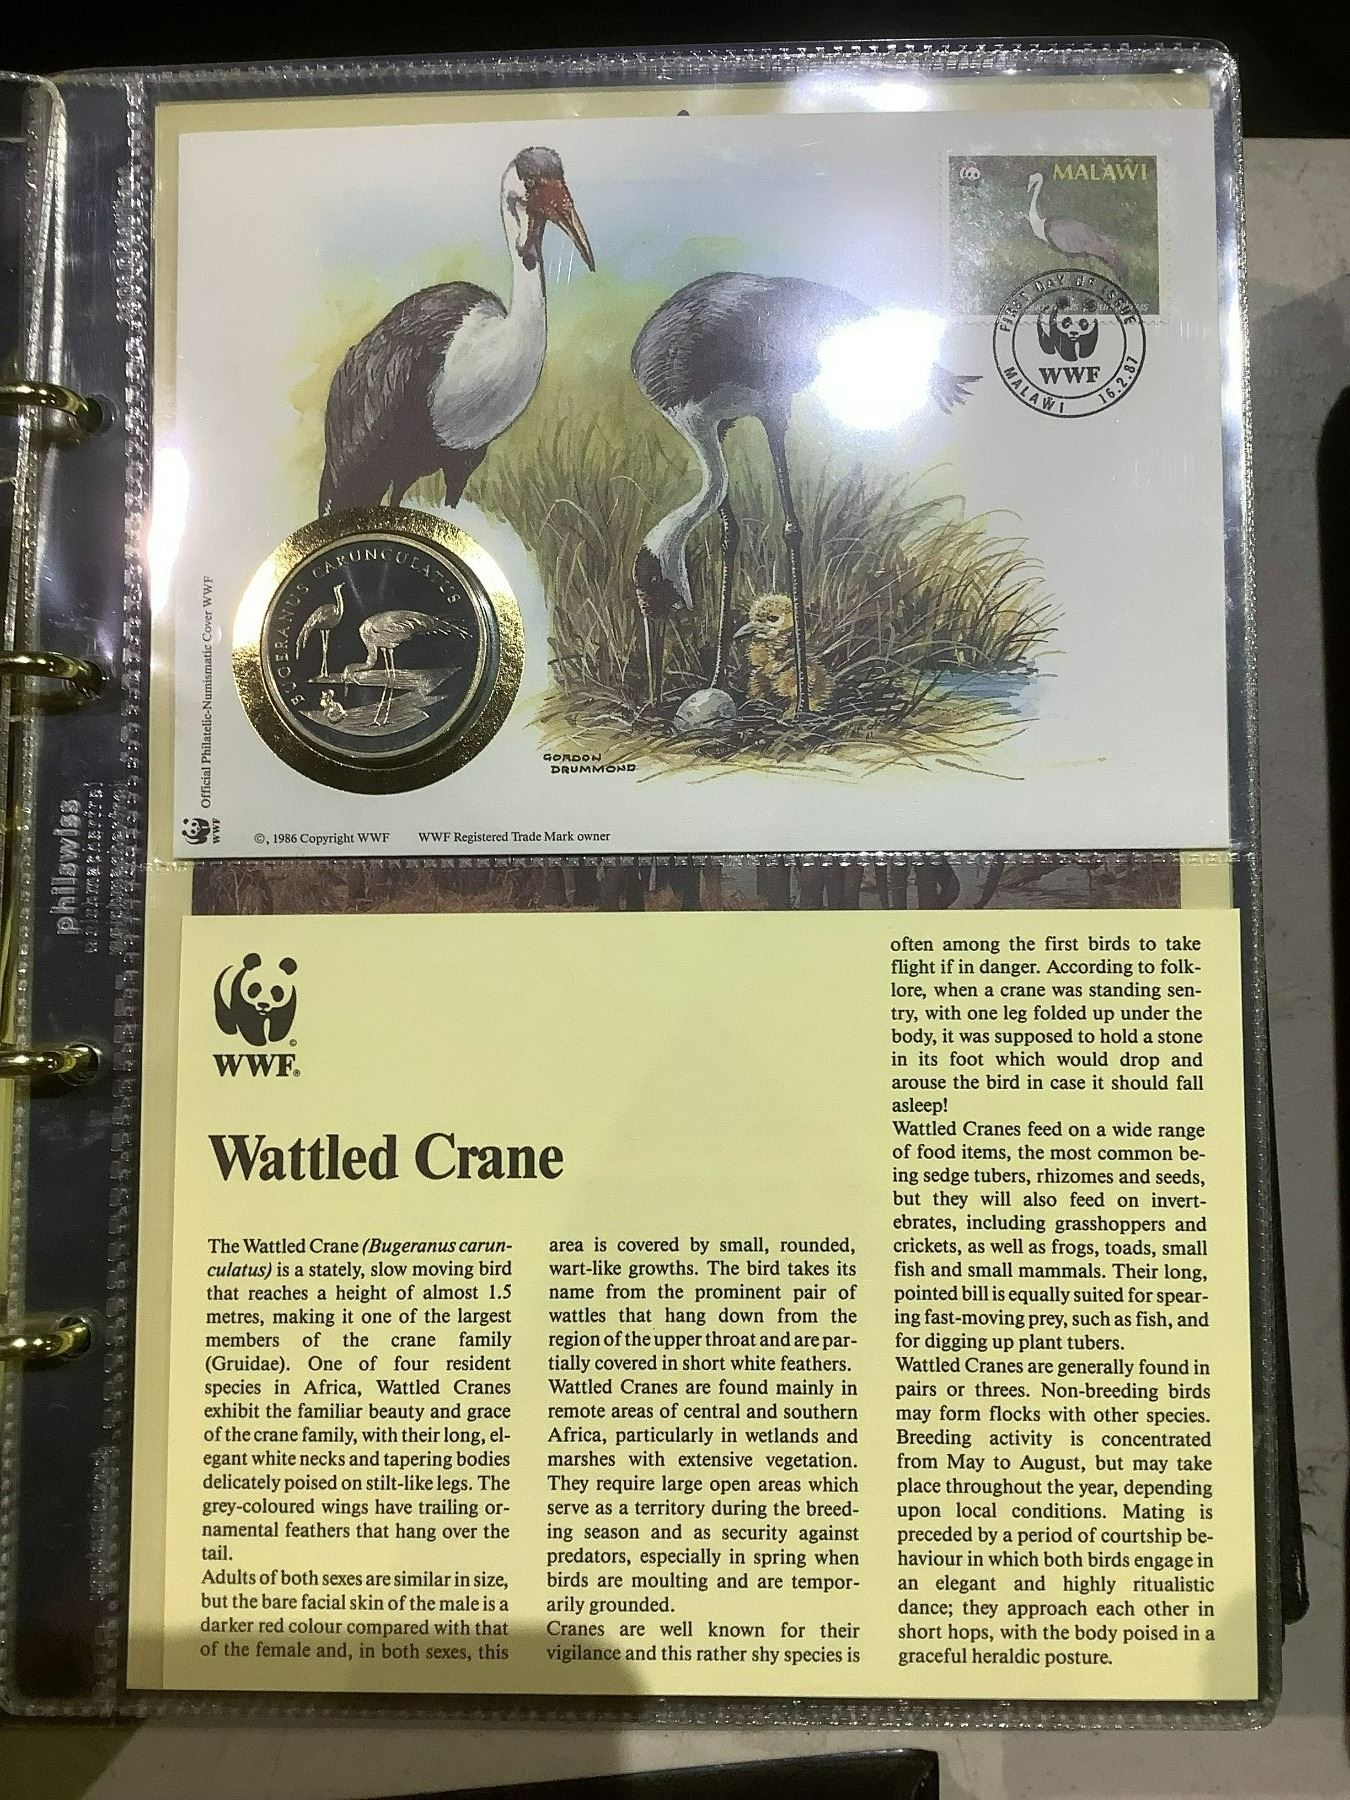 MALAŴI
FIRST DAY OF ISSUE
WWF
MALAŴI 16.2.87
BUGERANUS CARUNCULATUS
Official Philatelic-Numismatic Cover WWF
GORDON
DRUMMOND
WWF
©, 1986 Copyright WWF WWF Registered Trade Mark owner
philswiss
WWF
Wattled Crane
The Wattled Crane (Bugeranus carun-
culatus) is a stately, slow moving bird
that reaches a height of almost 1.5
metres, making it one of the largest
members of the crane family
(Gruidae). One of four resident
species in Africa, Wattled Cranes
exhibit the familiar beauty and grace
of the crane family, with their long, el-
egant white necks and tapering bodies
delicately poised on stilt-like legs. The
grey-coloured wings have trailing or-
namental feathers that hang over the
tail.
Adults of both sexes are similar in size,
but the bare facial skin of the male is a
darker red colour compared with that
of the female and, in both sexes, this
area is covered by small, rounded,
wart-like growths. The bird takes its
name from the prominent pair of
wattles that hang down from the
region of the upper throat and are par-
tially covered in short white feathers.
Wattled Cranes are found mainly in
remote areas of central and southern
Africa, particularly in wetlands and
marshes with extensive vegetation.
They require large open areas which
serve as a territory during the breed-
ing season and as security against
predators, especially in spring when
birds are moulting and are tempor-
arily grounded.
Cranes are well known for their
vigilance and this rather shy species is
often among the first birds to take
flight if in danger. According to folk-
lore, when a crane was standing sen-
try, with one leg folded up under the
body, it was supposed to hold a stone
in its foot which would drop and
arouse the bird in case it should fall
asleep!
Wattled Cranes feed on a wide range
of food items, the most common be-
ing sedge tubers, rhizomes and seeds,
but they will also feed on invert-
ebrates, including grasshoppers and
crickets, as well as frogs, toads, small
fish and small mammals. Their long,
pointed bill is equally suited for spear-
ing fast-moving prey, such as fish, and
for digging up plant tubers.
Wattled Cranes are generally found in
pairs or threes. Non-breeding birds
may form flocks with other species.
Breeding activity is concentrated
from May to August, but may take
place throughout the year, depending
upon local conditions. Mating is
preceded by a period of courtship be-
haviour in which both birds engage in
an elegant and highly ritualistic
dance; they approach each other in
short hops, with the body poised in a
graceful heraldic posture.